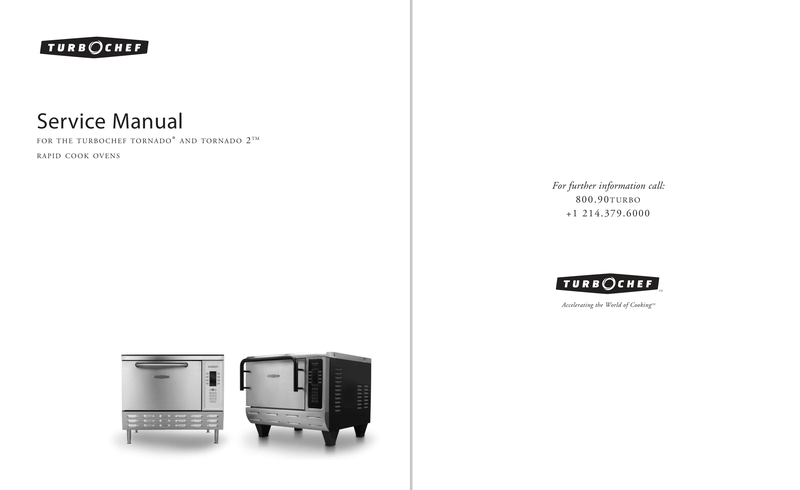 TURBOCHEF
Service Manual
FOR THE TURBOCHEF TORNADO® AND TORNADO 2™
RAPID COOK OVENS
For further information call:
800.90TURBO
+1 214.379.6000
TURBOCHEF™
Accelerating the World of Cooking™